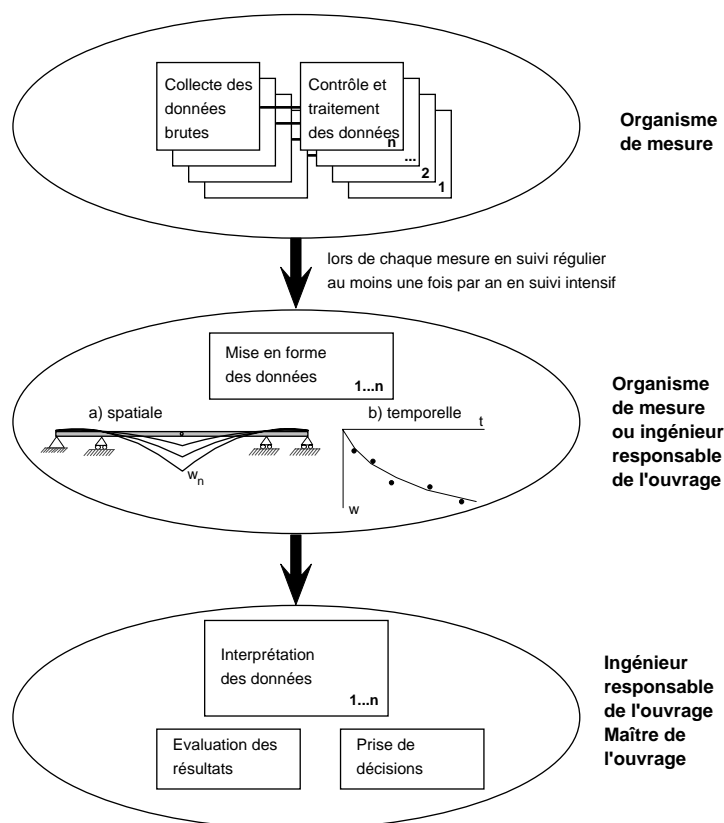 Collecte des
données
brutes
Contrôle et
traitement
des données
n
...
2
1
Organisme
de mesure
lors de chaque mesure en suivi régulier
au moins une fois par an en suivi intensif
Mise en forme
des données
1...n
a) spatiale
b) temporelle
t
w
wn
Organisme
de mesure
ou ingénieur
responsable
de l'ouvrage
Interprétation
des données
1...n
Evaluation des
résultats
Prise de
décisions
Ingénieur
responsable
de l'ouvrage
Maître de
l'ouvrage